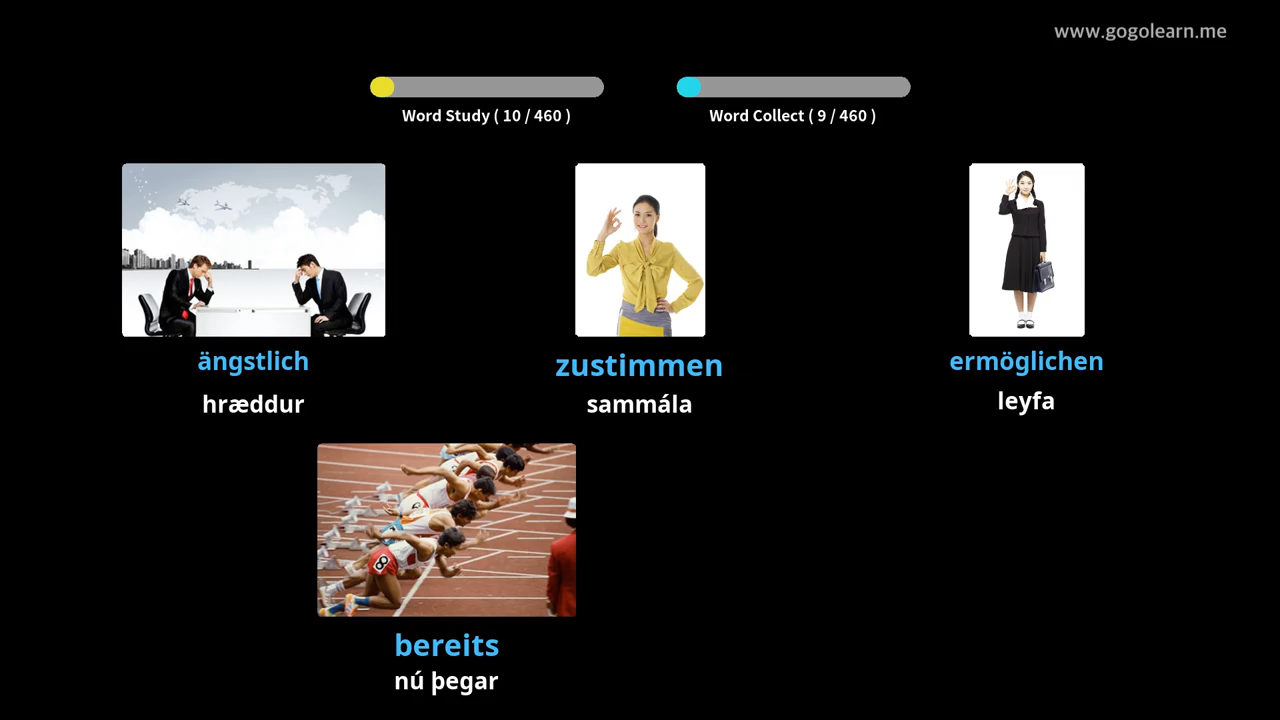 www.gogolearn.me
Word Study ( 10 / 460 )
Word Collect ( 9 / 460 )
ängstlich
hræddur
zustimmen
sammála
ermöglichen
leyfa
bereits
nú þegar